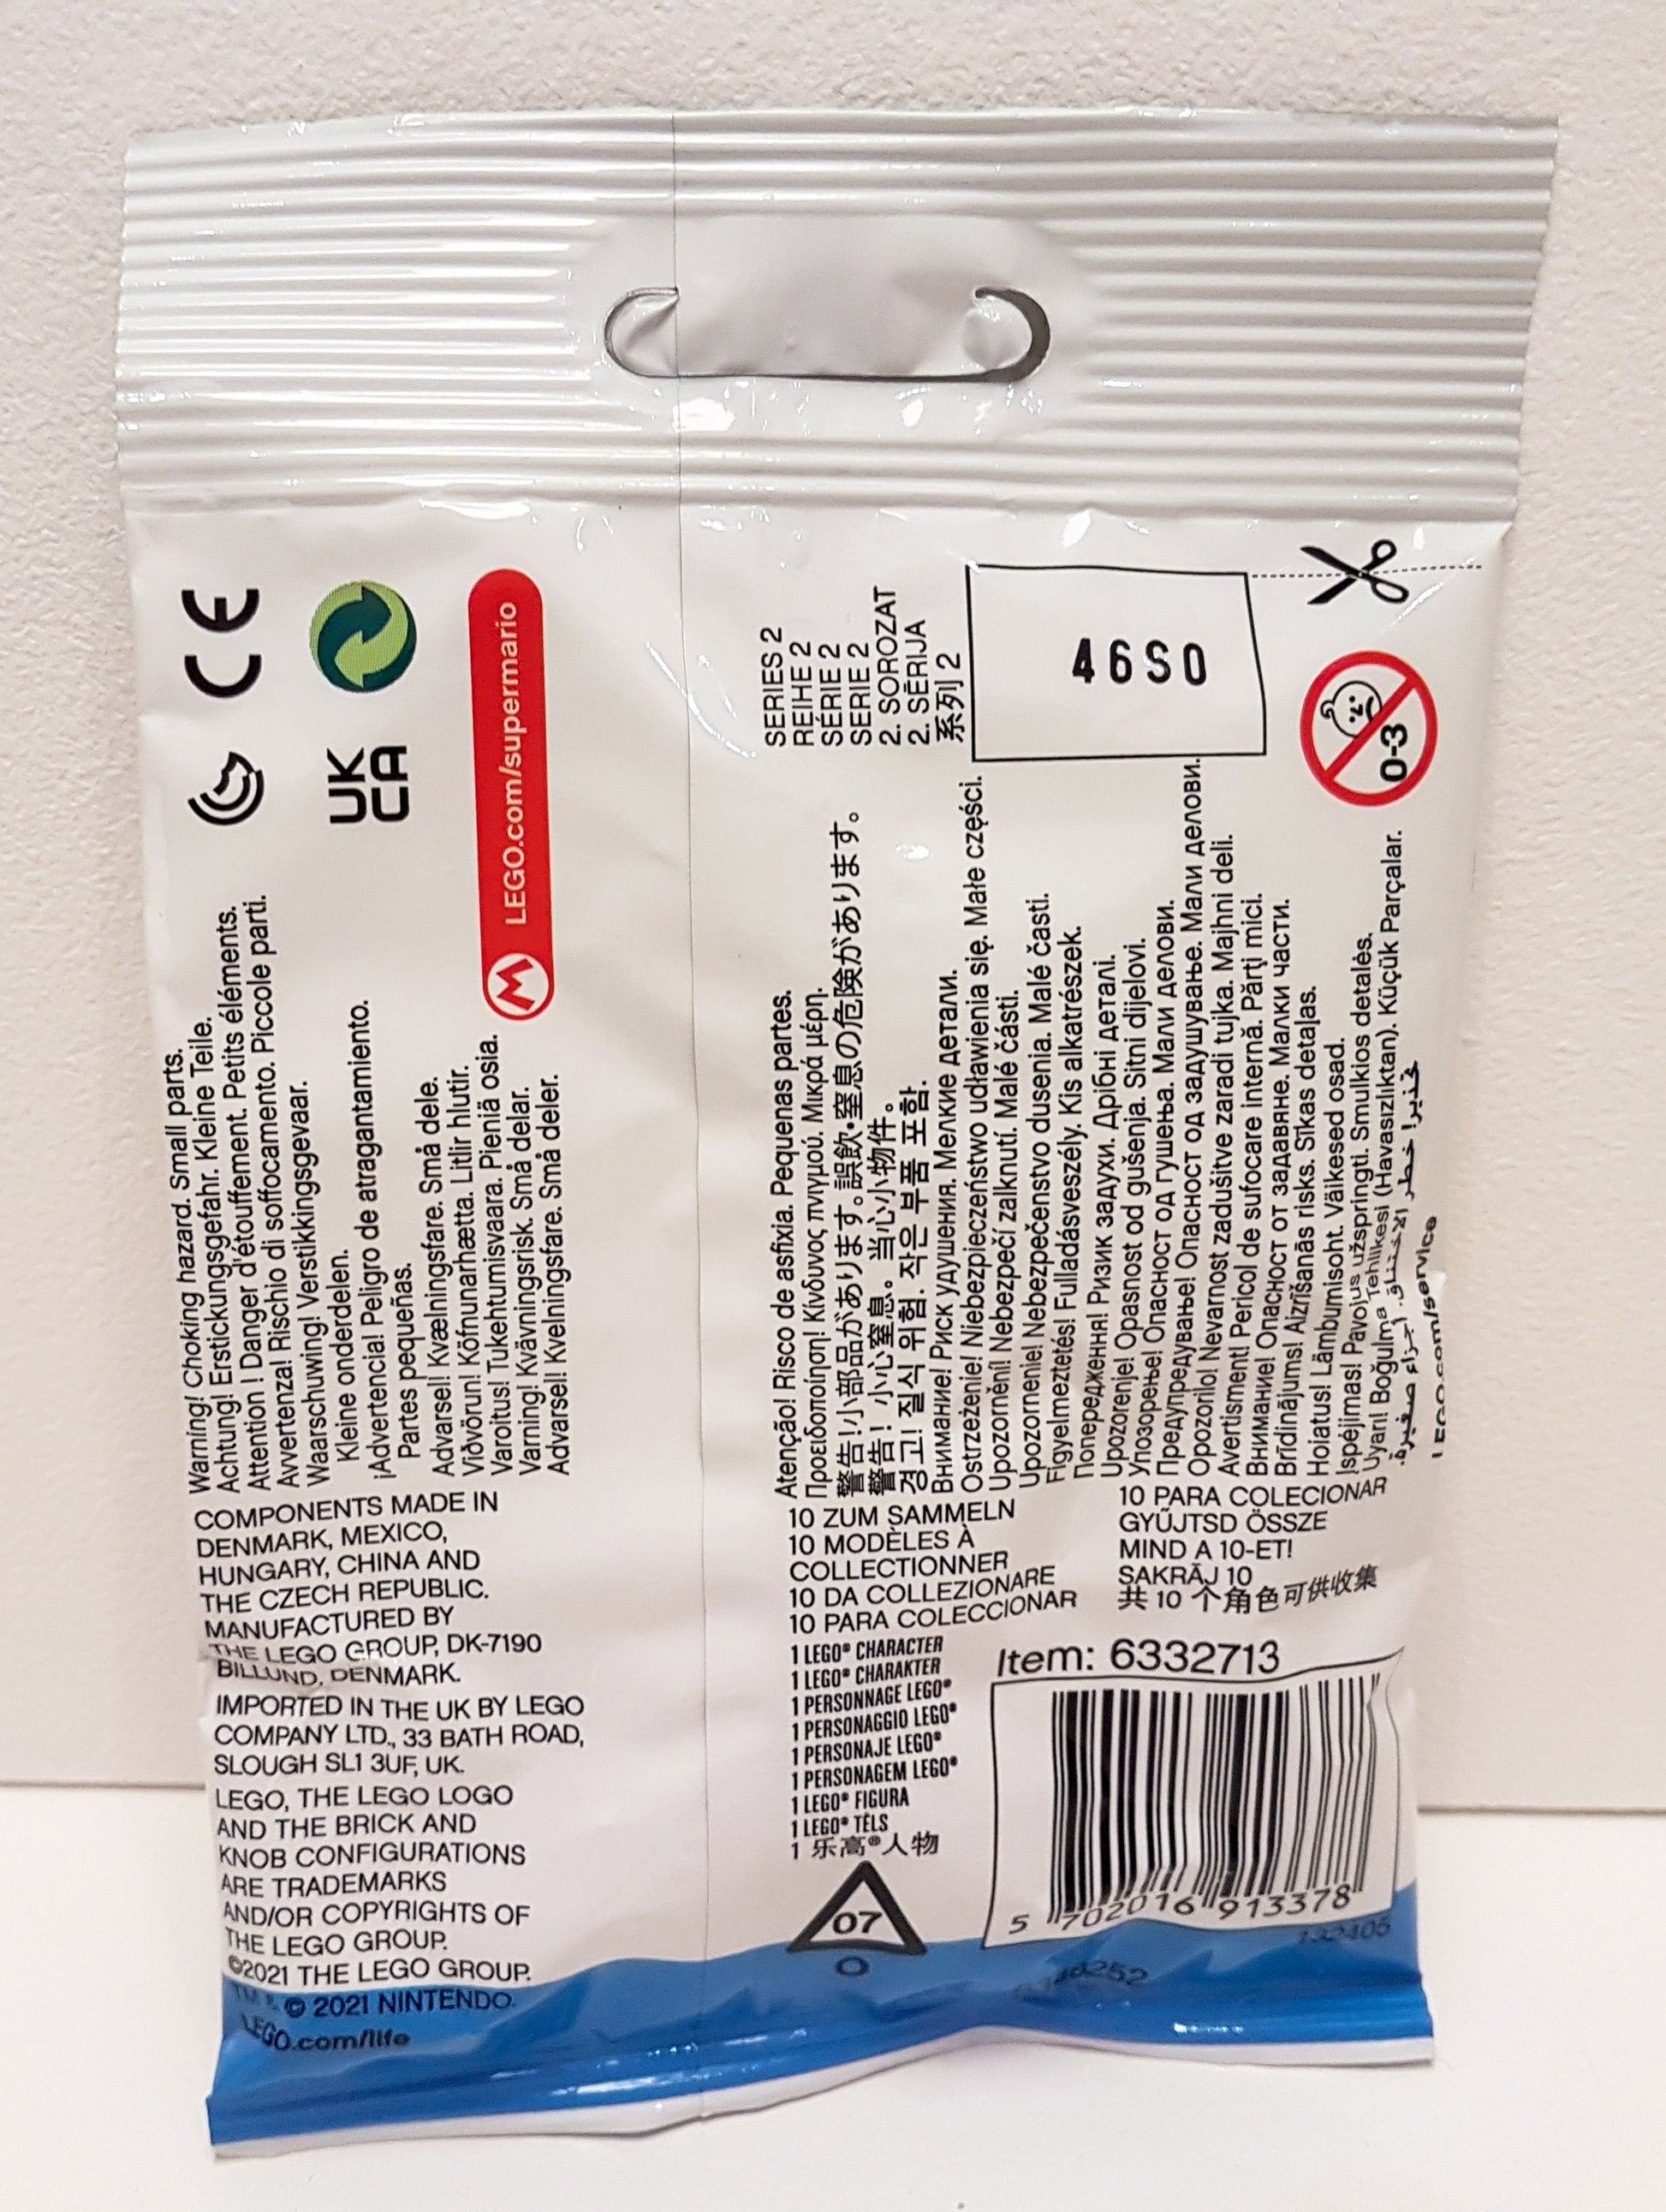 LEGO.com/supermario
UK
CA
Warning! Choking hazard. Small parts.
Achtung! Erstickungsgefahr. Kleine Teile.
Attention ! Danger d'étouffement. Petits éléments.
Avvertenza! Rischio di soffocamento. Piccole parti.
Waarschuwing! Verstikkingsgevaar.
Kleine onderdelen.
¡Advertencia! Peligro de atragantamiento.
Partes pequeñas.
Advarsel! Kvælningsfare. Små dele.
Viðvörun! Köfnunarhætta. Litlir hlutir.
Varoitus! Tukehtumisvaara. Pieniä osia.
Varning! Kvävningsrisk. Små delar.
Advarsel! Kvelningsfare. Små deler.
SERIES 2
REIHE 2
SÉRIE 2
SERIE 2
2. SOROZAT
2. SĒRIJA
系列 2
46S0
0-3
Atenção! Risco de asfixia. Pequenas partes.
Προειδοποίηση! Κίνδυνος πνιγμού. Μικρά μέρη.
警告!小部品があります。誤飲・窒息の危険があります。
警告！小心窒息。当心小物件。
경고! 질식 위험. 작은 부품 포함.
Внимание! Риск удушения. Мелкие детали.
Ostrzeżenie! Niebezpieczeństwo udławienia się. Małe części.
Upozornění! Nebezpečí zalknutí. Malé části.
Upozornenie! Nebezpečenstvo dusenia. Malé časti.
Figyelmeztetés! Fulladásveszély. Kis alkatrészek.
Попередження! Ризик задухи. Дрібні деталі.
Upozorenje! Opasnost od gušenja. Sitni dijelovi.
Упозорење! Опасност од гушења. Мали делови.
Предупредување! Опасност од задушување. Мали делови.
Opozorilo! Nevarnost zadušitve zaradi tujka. Majhni deli.
Avertisment! Pericol de sufocare internă. Părți mici.
Внимание! Опасност от задавяне. Малки части.
Brīdinājums! Aizrīšanās risks. Sīkas detaļas.
Hoiatus! Lämbumisoht. Väikesed osad.
Įspėjimas! Pavojus užspringti. Smulkios detalės.
Uyarı! Boğulma Tehlikesi (Havasızlıktan). Küçük Parçalar.
تحذير! خطر الاختناق. أجزاء صغيرة.
LEGO.com/service
COMPONENTS MADE IN
DENMARK, MEXICO,
HUNGARY, CHINA AND
THE CZECH REPUBLIC.
MANUFACTURED BY
THE LEGO GROUP, DK-7190
BILLUND, DENMARK.
IMPORTED IN THE UK BY LEGO
COMPANY LTD., 33 BATH ROAD,
SLOUGH SL1 3UF, UK.
LEGO, THE LEGO LOGO
AND THE BRICK AND
KNOB CONFIGURATIONS
ARE TRADEMARKS
AND/OR COPYRIGHTS OF
THE LEGO GROUP.
©2021 THE LEGO GROUP.
TM & © 2021 NINTENDO.
LEGO.com/life
10 ZUM SAMMELN
10 MODÈLES À
COLLECTIONNER
10 DA COLLEZIONARE
10 PARA COLECCIONAR
10 PARA COLECIONAR
GYŰJTSD ÖSSZE
MIND A 10-ET!
SAKRĀJ 10
共 10 个角色可供收集
1 LEGO® CHARACTER
1 LEGO® CHARAKTER
1 PERSONNAGE LEGO®
1 PERSONAGGIO LEGO®
1 PERSONAJE LEGO®
1 PERSONAGEM LEGO®
1 LEGO® FIGURA
1 LEGO® TĒLS
1 乐高®人物
07
O
Item: 6332713
5 702016 913378